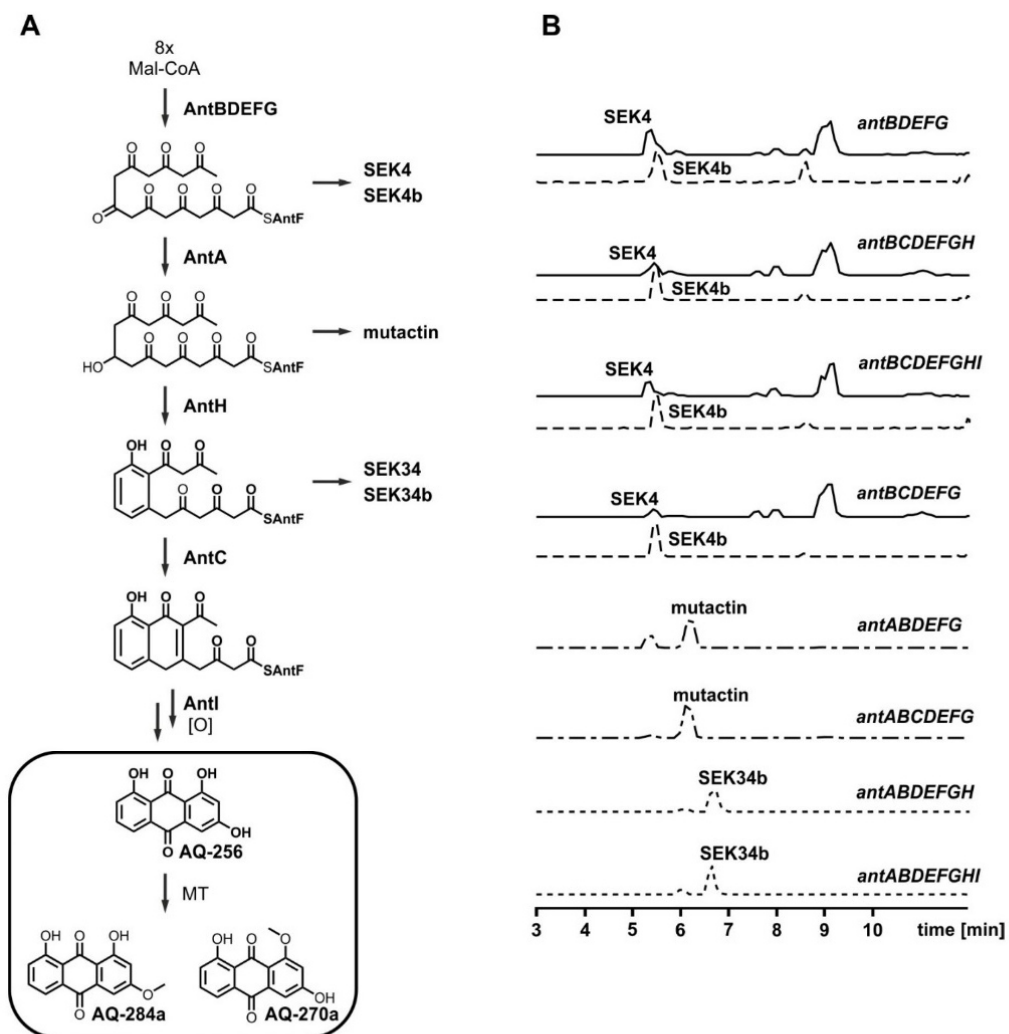 A
8x
Mal-CoA
AntBDEFG
O O O
O O O O
O SAntF
SEK4
SEK4b
AntA
O O O
O O O O
HO SAntF
mutactin
AntH
OH O O
O O O
SAntF
SEK34
SEK34b
AntC
OH O O
O O
SAntF
AntI
[O]
OH O OH
OH
O AQ-256
MT
OH O OH
O O
AQ-284a
OH O O
O OH
AQ-270a
B
SEK4 antBDEFG
SEK4b
SEK4 antBCDEFGH
SEK4b
SEK4 antBCDEFGHI
SEK4b
SEK4 antBCDEFG
SEK4b
mutactin antABDEFG
mutactin antABCDEFG
SEK34b antABDEFGH
SEK34b antABDEFGHI
3 4 5 6 7 8 9 10 time [min]